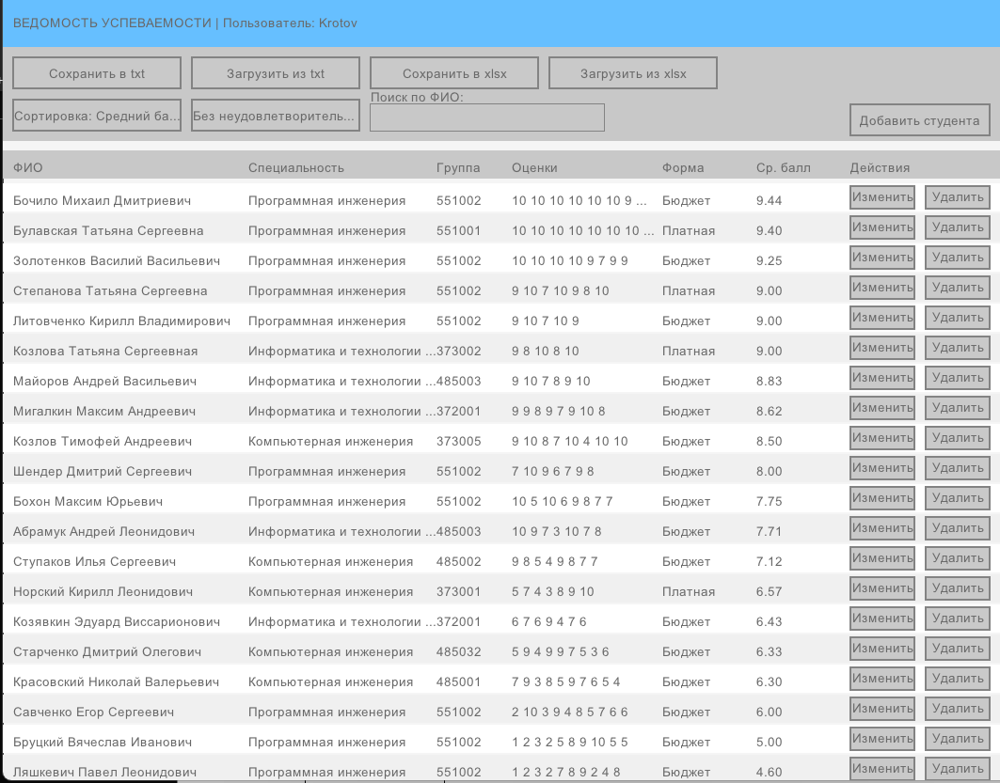 ВЕДОМОСТЬ УСПЕВАЕМОСТИ | Пользователь: Krotov
Сохранить в txt Загрузить из txt Сохранить в xlsx Загрузить из xlsx
Поиск по ФИО:
Сортировка: Средний ба... Без неудовлетворитель... Добавить студента
ФИО Специальность Группа Оценки Форма Ср. балл Действия
Бочило Михаил Дмитриевич Программная инженерия 551002 10 10 10 10 10 10 9 ... Бюджет 9.44 Изменить Удалить
Булавская Татьяна Сергеевна Программная инженерия 551001 10 10 10 10 10 10 10 ... Платная 9.40 Изменить Удалить
Золотенков Василий Васильевич Программная инженерия 551002 10 10 10 10 9 7 9 9 Бюджет 9.25 Изменить Удалить
Степанова Татьяна Сергеевна Программная инженерия 551002 9 10 7 10 9 8 10 Платная 9.00 Изменить Удалить
Литовченко Кирилл Владимирович Программная инженерия 551002 9 10 7 10 9 Бюджет 9.00 Изменить Удалить
Козлова Татьяна Сергеевная Информатика и технологии ...373002 9 8 10 8 10 Платная 9.00 Изменить Удалить
Майоров Андрей Васильевич Информатика и технологии ...485003 9 10 7 8 9 10 Бюджет 8.83 Изменить Удалить
Мигалкин Максим Андреевич Информатика и технологии ...372001 9 9 8 9 7 9 10 8 Бюджет 8.62 Изменить Удалить
Козлов Тимофей Андреевич Компьютерная инженерия 373005 9 10 8 7 10 4 10 10 Бюджет 8.50 Изменить Удалить
Шендер Дмитрий Сергеевич Программная инженерия 551002 7 10 9 6 7 9 8 Бюджет 8.00 Изменить Удалить
Бохон Максим Юрьевич Программная инженерия 551002 10 5 10 6 9 8 7 7 Бюджет 7.75 Изменить Удалить
Абрамук Андрей Леонидович Информатика и технологии ...485003 10 9 7 3 10 7 8 Бюджет 7.71 Изменить Удалить
Ступаков Илья Сергеевич Компьютерная инженерия 485002 9 8 5 4 9 8 7 7 Бюджет 7.12 Изменить Удалить
Норский Кирилл Леонидович Компьютерная инженерия 373001 5 7 4 3 8 9 10 Платная 6.57 Изменить Удалить
Козявкин Эдуард Виссарионович Информатика и технологии ...372001 6 7 6 9 4 7 6 Бюджет 6.43 Изменить Удалить
Старченко Дмитрий Олегович Компьютерная инженерия 485032 5 9 4 9 9 7 5 3 6 Бюджет 6.33 Изменить Удалить
Красовский Николай Валерьевич Компьютерная инженерия 485001 7 9 3 8 5 9 7 6 5 4 Бюджет 6.30 Изменить Удалить
Савченко Егор Сергеевич Программная инженерия 551002 2 10 3 9 4 8 5 7 6 6 Бюджет 6.00 Изменить Удалить
Бруцкий Вячеслав Иванович Программная инженерия 551002 1 2 3 2 5 8 9 10 5 5 Бюджет 5.00 Изменить Удалить
Ляшкевич Павел Леонидович Программная инженерия 551002 1 2 3 2 7 8 9 2 4 8 Бюджет 4.60 Изменить Удалить